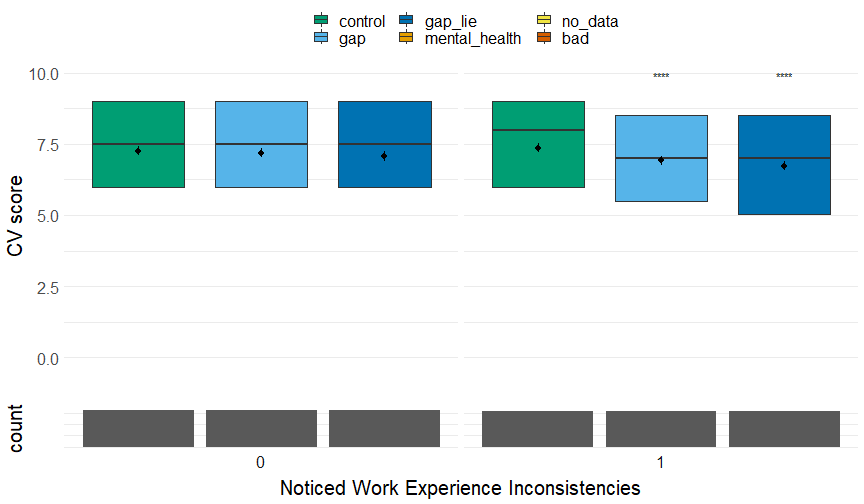 control gap_lie no_data
gap mental_health bad
10.0
**** ****
7.5
5.0
2.5
0.0
CV score
count
0 1
Noticed Work Experience Inconsistencies